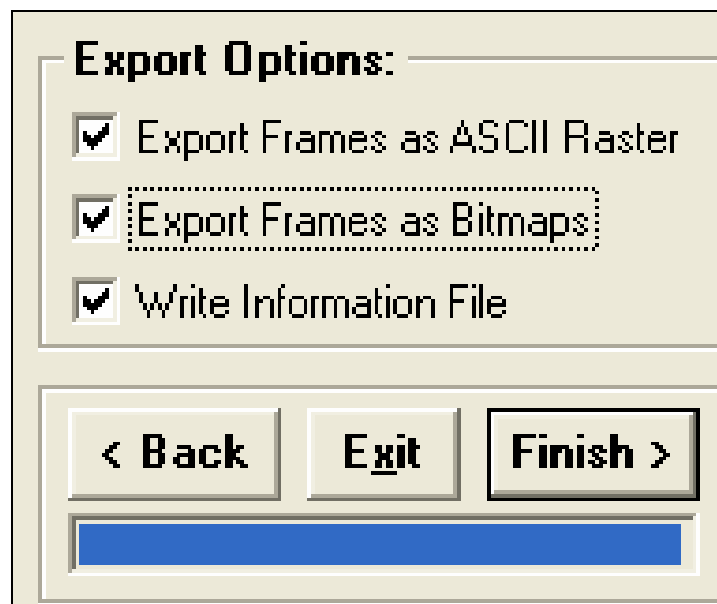 Export Options:
Export Frames as ASCII Raster
Export Frames as Bitmaps
Write Information File
< Back Exit Finish >